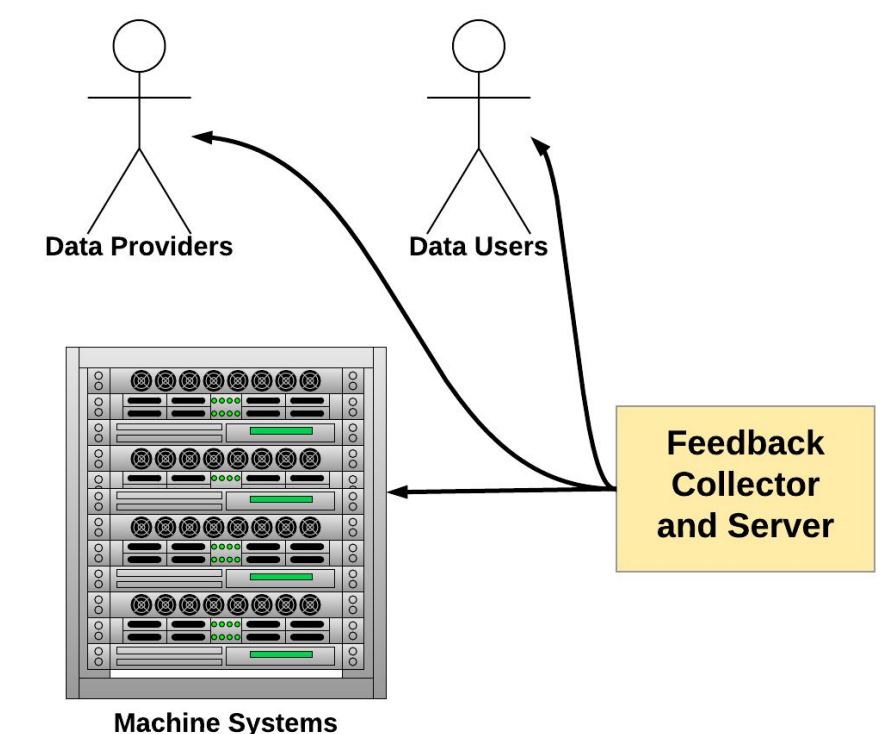 Data Providers
Data Users
Feedback
Collector
and Server
Machine Systems